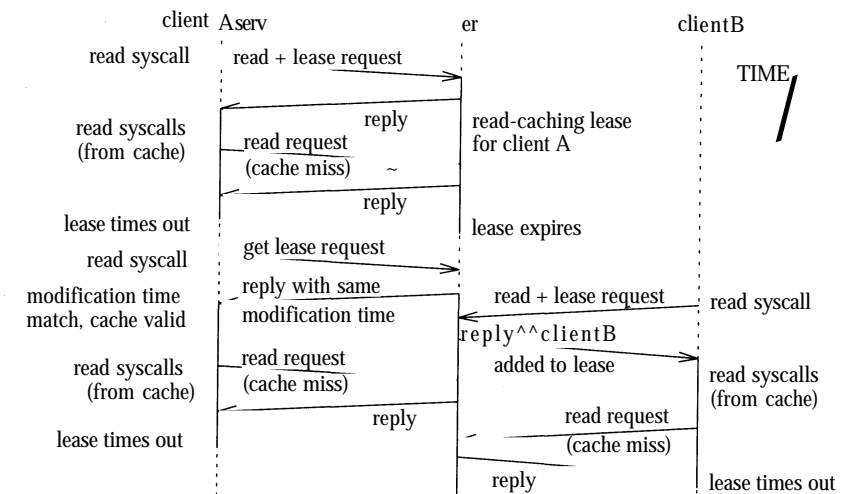 client Aserv er clientB
read syscall read + lease request
TIME
reply
read syscalls
(from cache)
read-caching lease
for client A
read request
(cache miss) ~
reply
lease times out
lease expires
get lease request
read syscall
reply with same
modification time
modification time
match, cache valid
read + lease request
read syscall
reply^^clientB
added to lease
read syscalls
(from cache)
read request
(cache miss)
read syscalls
(from cache)
reply
read request
(cache miss)
lease times out
reply
lease times out